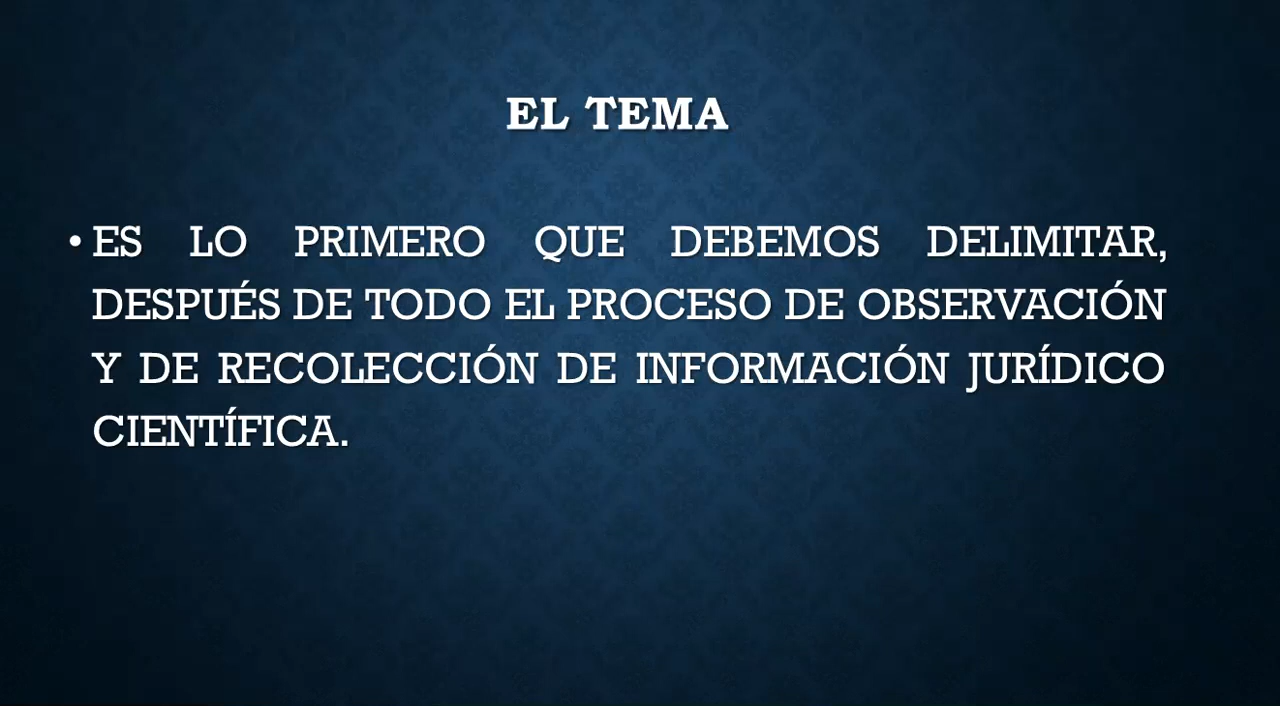 EL TEMA
• ES LO PRIMERO QUE DEBEMOS DELIMITAR,
DESPUÉS DE TODO EL PROCESO DE OBSERVACIÓN
Y DE RECOLECCIÓN DE INFORMACIÓN JURÍDICO
CIENTÍFICA.